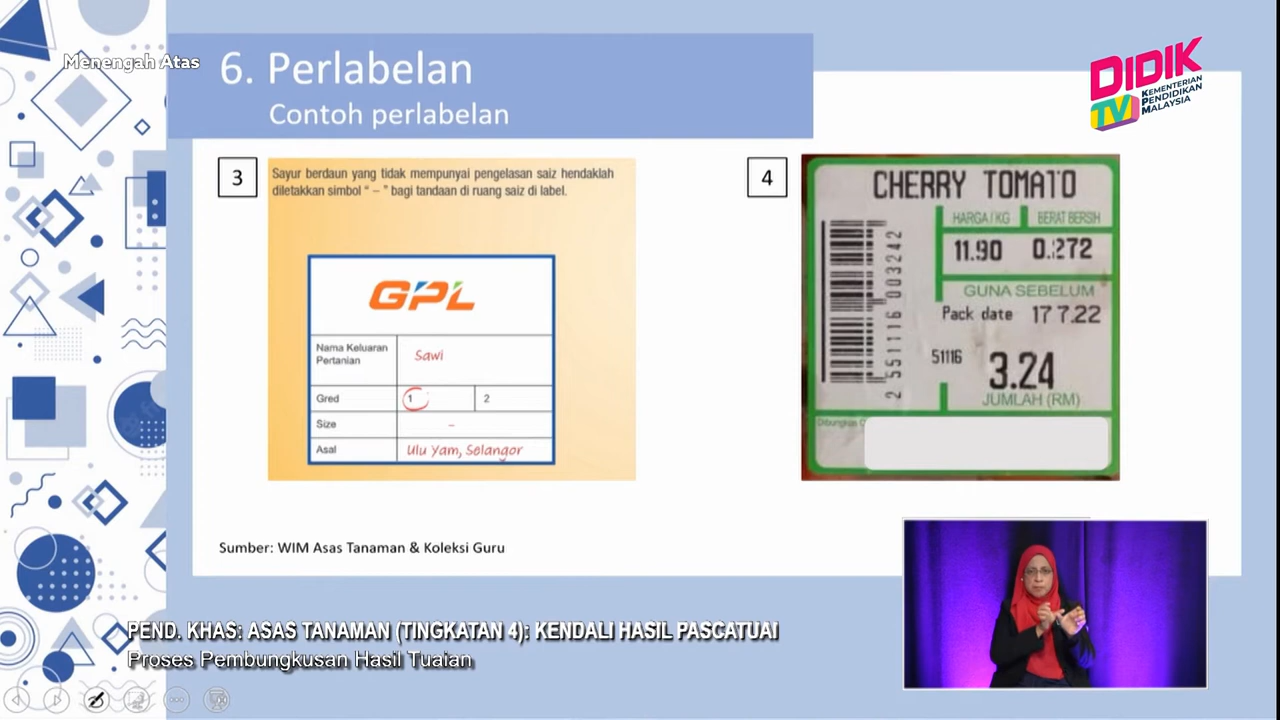 Menengah Atas
6. Perlabelan
Contoh perlabelan
DIDIK
TV
KEMENTERIAN
PENDIDIKAN
MALAYSIA
3
Sayur berdaun yang tidak mempunyai pengelasan saiz hendaklah
diletakkan simbol “ – ” bagi tandaan di ruang saiz di label.
GPL
Nama Keluaran
Pertanian
Sawi
Gred
1
2
Size
–
Asal
Ulu Yam, Selangor
4
CHERRY TOMATO
HARGA/KG
BERAT BERSIH
11.90
0.272
GUNA SEBELUM
Pack date 17 7.22
51116
3.24
JUMLAH (RM)
2 551116 003242
Dibungkus
Sumber: WIM Asas Tanaman & Koleksi Guru
PEND. KHAS: ASAS TANAMAN (TINGKATAN 4): KENDALI HASIL PASCATUAI
Proses Pembungkusan Hasil Tuaian